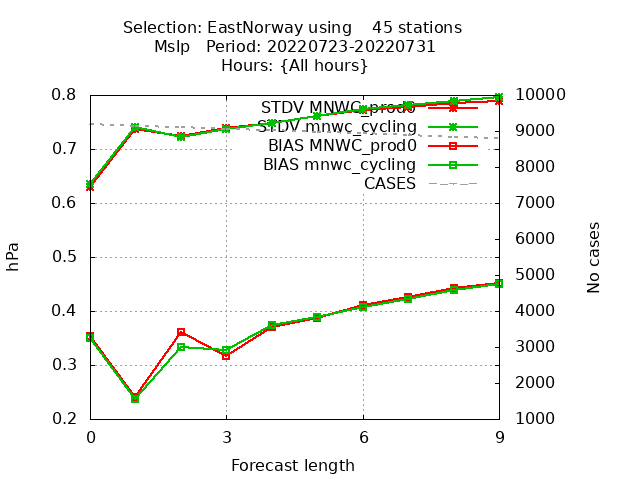 Selection: EastNorway using    45 stations
Mslp   Period: 20220723-20220731
Hours: {All hours}
0.8
0.7
0.6
0.5
0.4
0.3
0.2
hPa
STDV MNWC_prod0
STDV mnwc_cycling
BIAS MNWC_prod0
BIAS mnwc_cycling
CASES
10000
9000
8000
7000
6000
5000
4000
3000
2000
1000
No cases
0 3 6 9
Forecast length